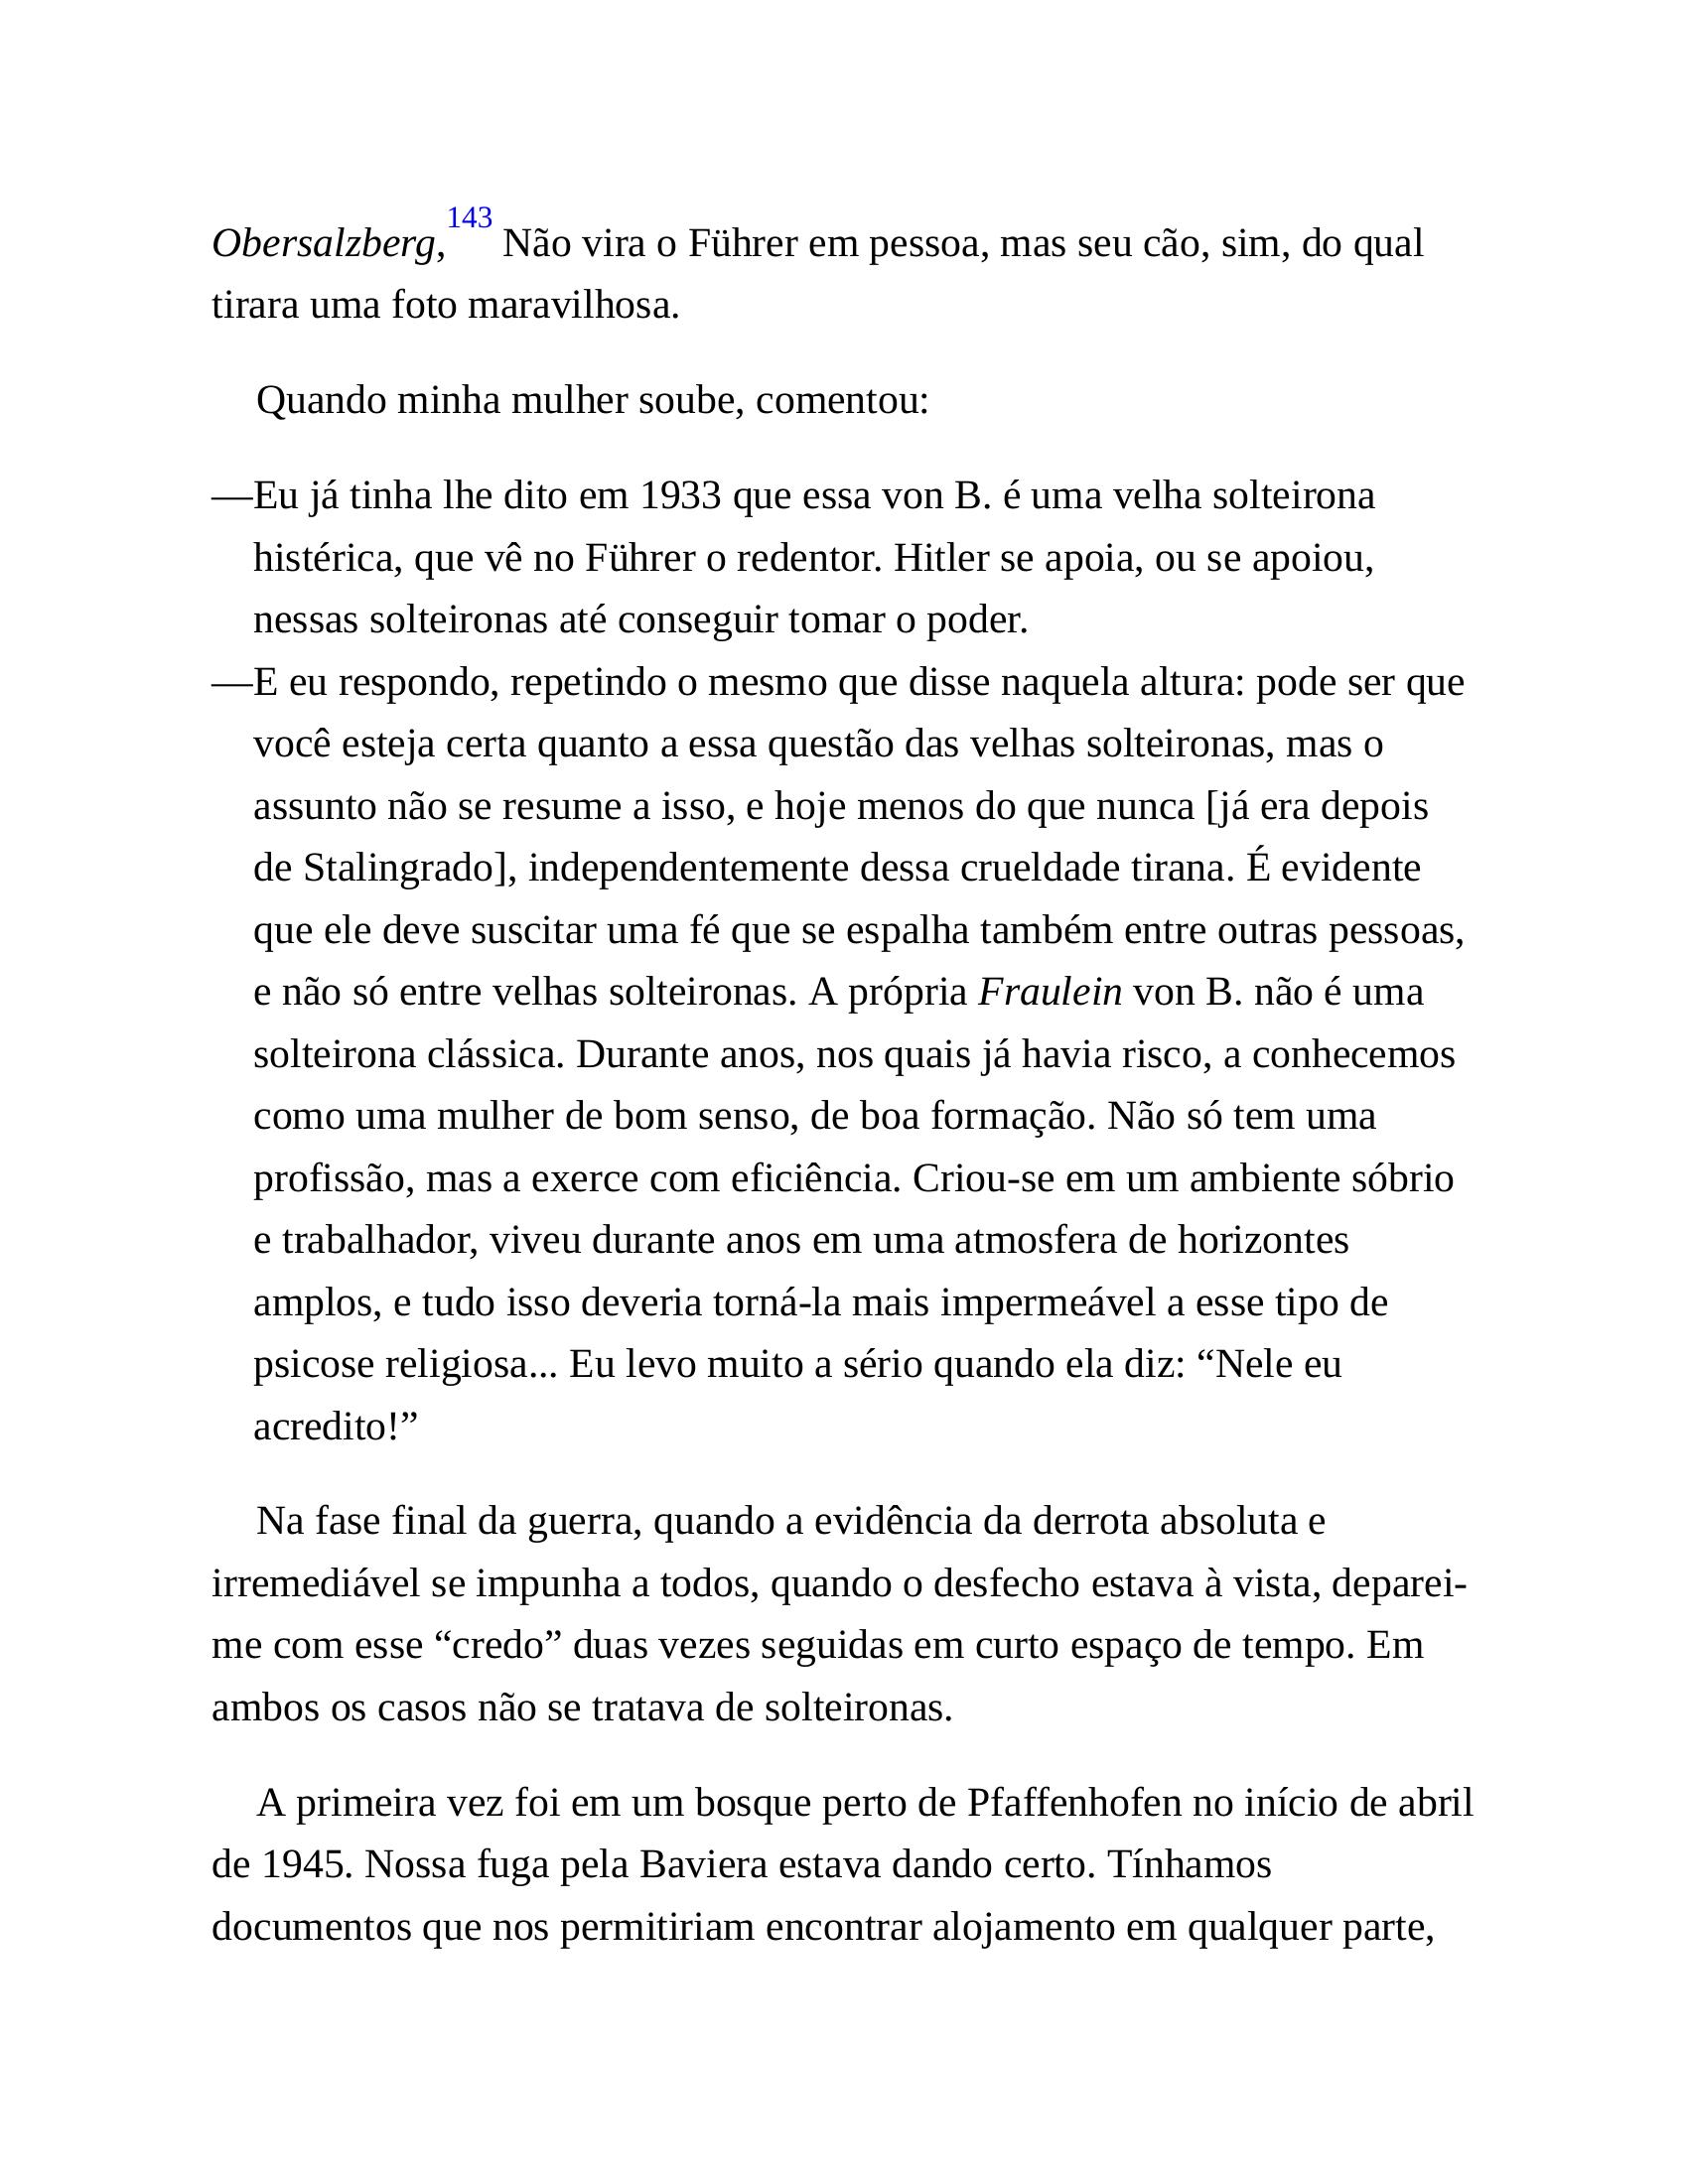 Obersalzberg,143 Não vira o Führer em pessoa, mas seu cão, sim, do qual
tirara uma foto maravilhosa.
Quando minha mulher soube, comentou:
—Eu já tinha lhe dito em 1933 que essa von B. é uma velha solteirona
histérica, que vê no Führer o redentor. Hitler se apoia, ou se apoiou,
nessas solteironas até conseguir tomar o poder.
—E eu respondo, repetindo o mesmo que disse naquela altura: pode ser que
você esteja certa quanto a essa questão das velhas solteironas, mas o
assunto não se resume a isso, e hoje menos do que nunca [já era depois
de Stalingrado], independentemente dessa crueldade tirana. É evidente
que ele deve suscitar uma fé que se espalha também entre outras pessoas,
e não só entre velhas solteironas. A própria Fraulein von B. não é uma
solteirona clássica. Durante anos, nos quais já havia risco, a conhecemos
como uma mulher de bom senso, de boa formação. Não só tem uma
profissão, mas a exerce com eficiência. Criou-se em um ambiente sóbrio
e trabalhador, viveu durante anos em uma atmosfera de horizontes
amplos, e tudo isso deveria torná-la mais impermeável a esse tipo de
psicose religiosa... Eu levo muito a sério quando ela diz: “Nele eu
acredito!”
Na fase final da guerra, quando a evidência da derrota absoluta e
irremediável se impunha a todos, quando o desfecho estava à vista, deparei-
me com esse “credo” duas vezes seguidas em curto espaço de tempo. Em
ambos os casos não se tratava de solteironas.
A primeira vez foi em um bosque perto de Pfaffenhofen no início de abril
de 1945. Nossa fuga pela Baviera estava dando certo. Tínhamos
documentos que nos permitiriam encontrar alojamento em qualquer parte,